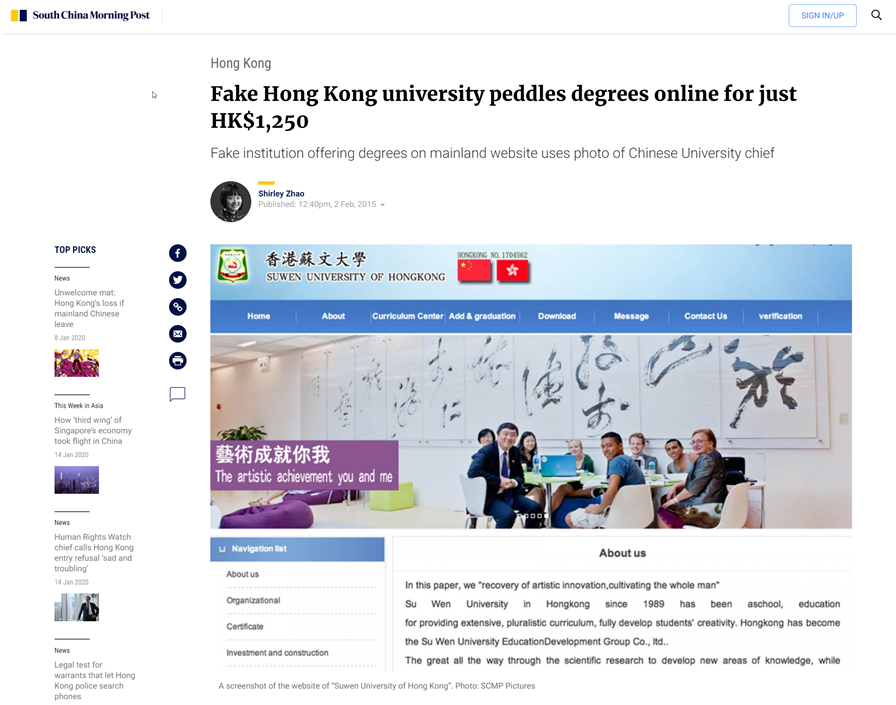 South China Morning Post
SIGN IN/UP
Hong Kong
Fake Hong Kong university peddles degrees online for just
HK$1,250
Fake institution offering degrees on mainland website uses photo of Chinese University chief
Shirley Zhao
Published: 12:40pm, 2 Feb, 2015
TOP PICKS
News
Unwelcome mat:
Hong Kong's loss if
mainland Chinese
leave
8 Jan 2020
This Week in Asia
How 'third wing' of
Singapore's economy
took flight in China
14 Jan 2020
News
Human Rights Watch
chief calls Hong Kong
entry refusal 'sad and
troubling'
14 Jan 2020
News
Legal test for
warrants that let Hong
Kong police search
phones
香港蘇文大學
SUWEN UNIVERSITY OF HONGKONG
HONGKONG NO. 1704562
Home About Curriculum Center Add & graduation Download Message Contact Us verification
藝術成就你我
The artistic achievement you and me
Navigation list
About us
Organizational
Certificate
Investment and construction
About us
In this paper, we "recovery of artistic innovation,cultivating the whole man"
Su Wen University in Hongkong since 1989 has been aschool, education
for providing extensive, pluralistic curriculum, fully develop students' creativity. Hongkong has become
the Su Wen University EducationDevelopment Group Co., ltd..
The great all the way through the scientific research to develop new areas of knowledge, while
A screenshot of the website of "Suwen University of Hong Kong". Photo: SCMP Pictures